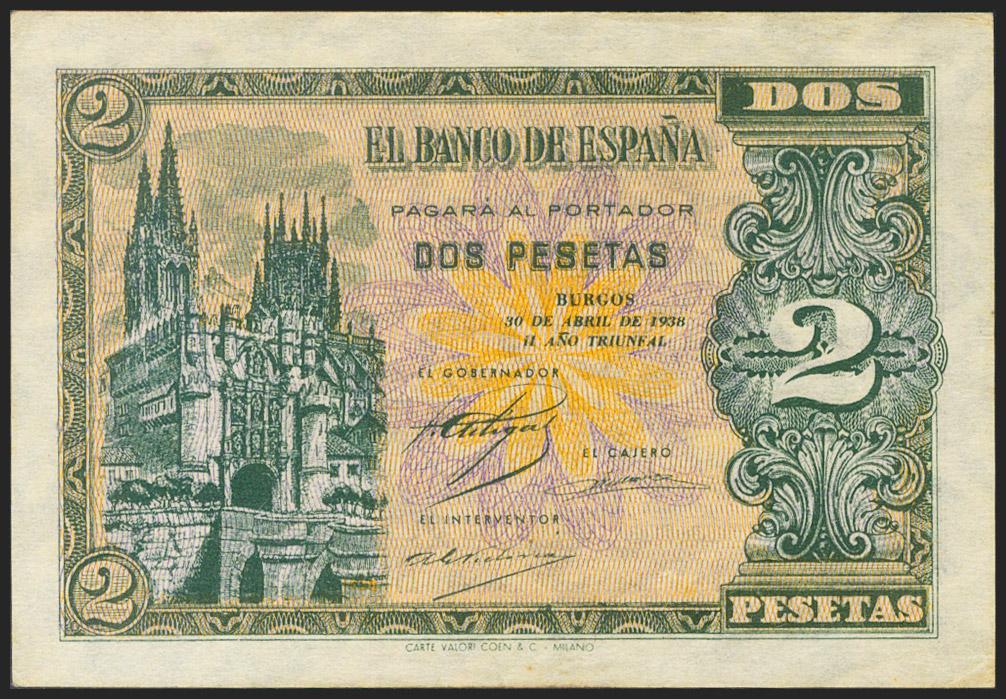 2
DOS
EL BANCO DE ESPAÑA
PAGARÁ AL PORTADOR
DOS PESETAS
BURGOS
30 DE ABRIL DE 1938
II AÑO TRIUNFAL
2
EL GOBERNADOR
EL CAJERO
EL INTERVENTOR
2
PESETAS
CARTE VALORI COEN & C. - MILANO